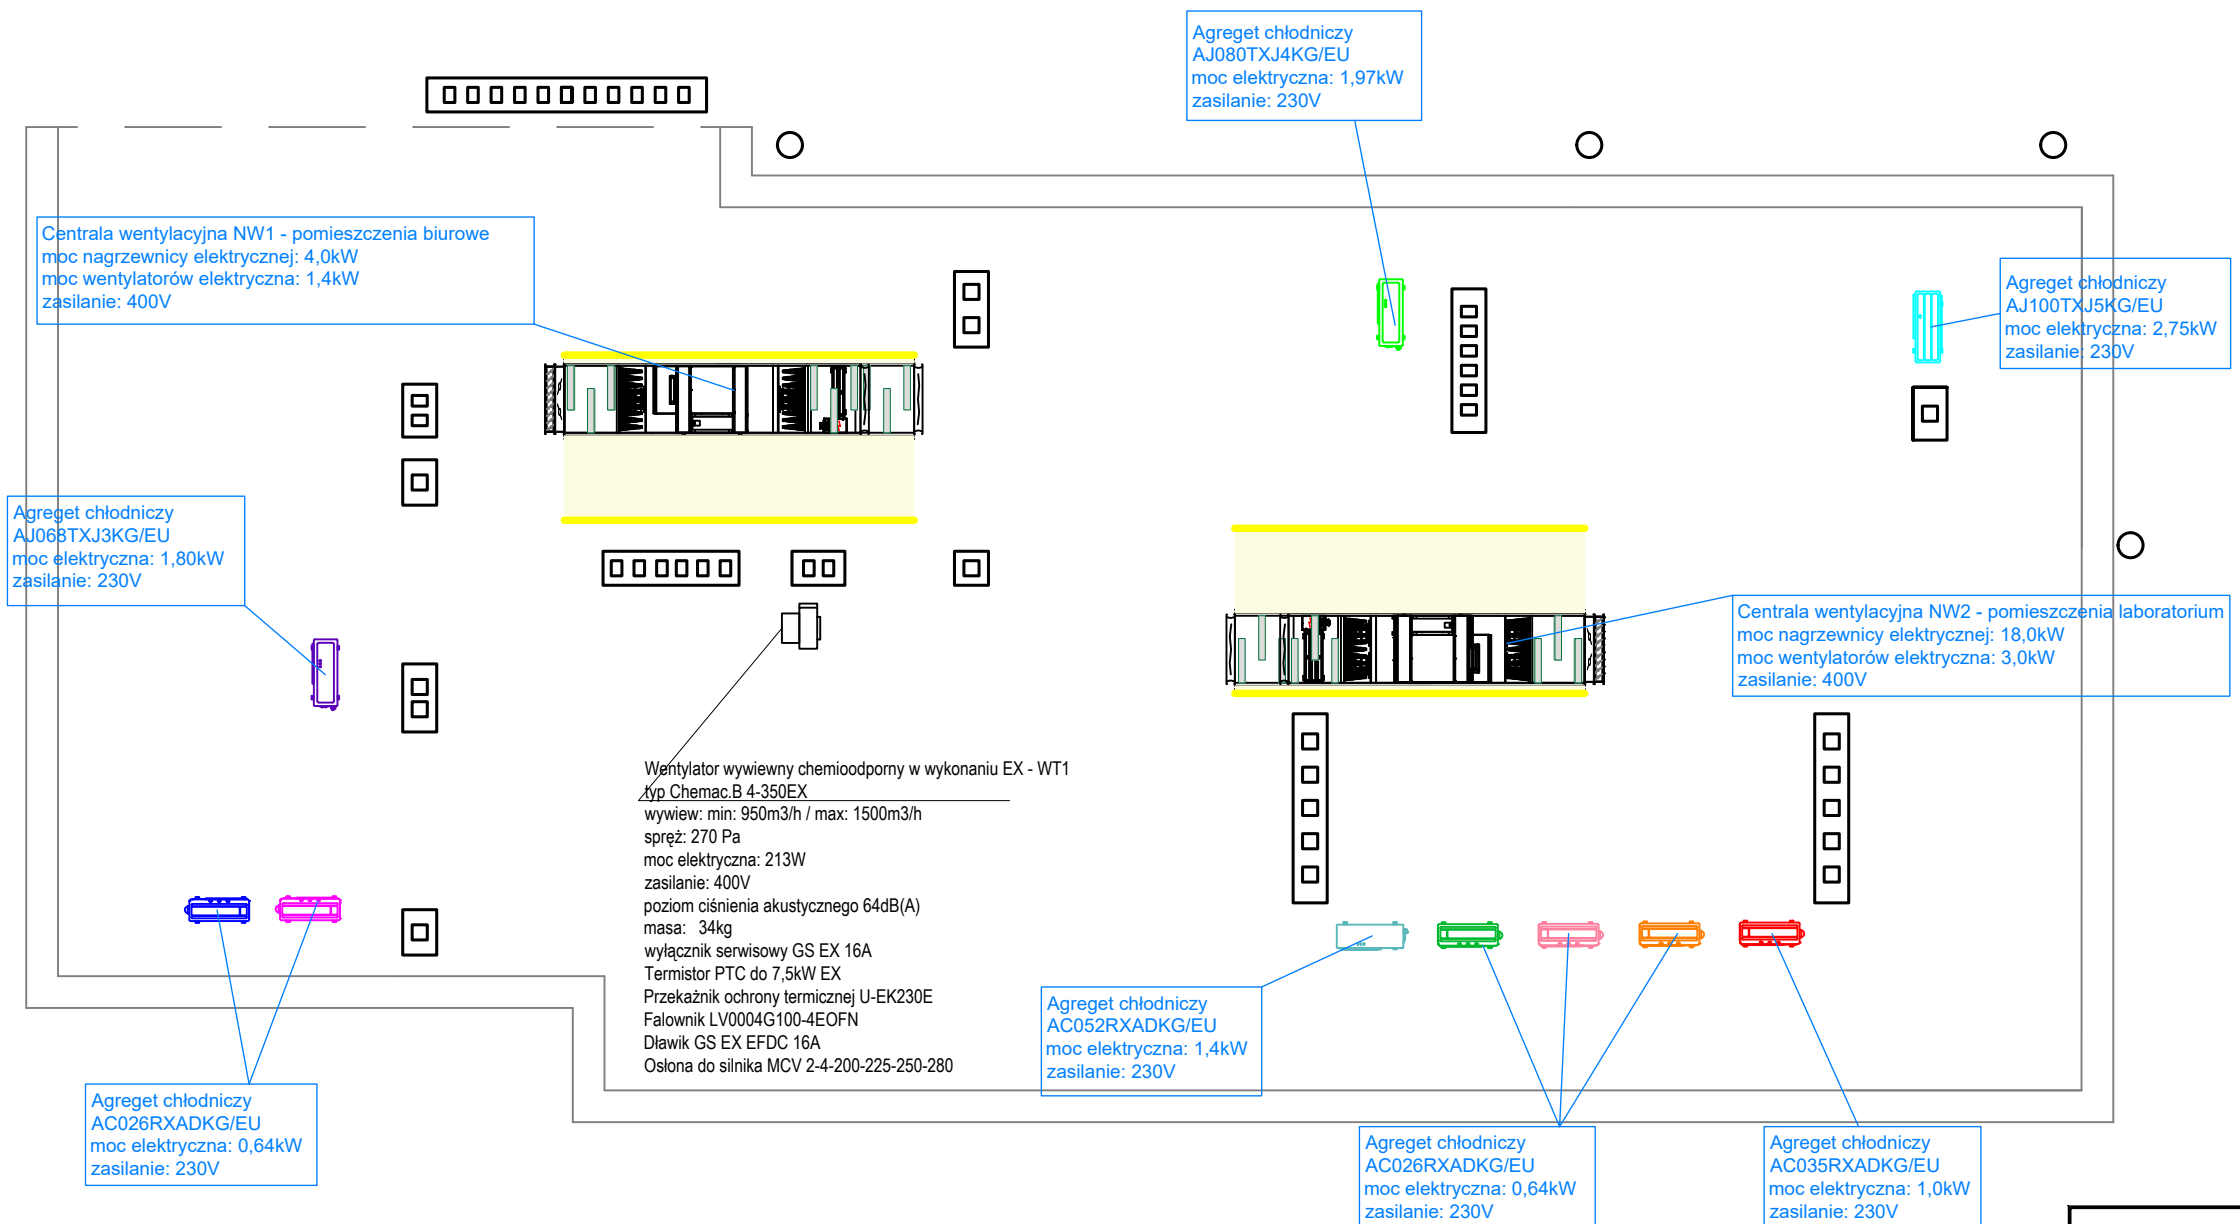 Agreget chłodniczy
AJ080TXJ4KG/EU
moc elektryczna: 1,97kW
zasilanie: 230V
Centrala wentylacyjna NW1 - pomieszczenia biurowe
moc nagrzewnicy elektrycznej: 4,0kW
moc wentylatorów elektryczna: 1,4kW
zasilanie: 400V
Agreget chłodniczy
AJ100TXJ5KG/EU
moc elektryczna: 2,75kW
zasilanie: 230V
Agreget chłodniczy
AJ068TXJ3KG/EU
moc elektryczna: 1,80kW
zasilanie: 230V
Centrala wentylacyjna NW2 - pomieszczenia laboratorium
moc nagrzewnicy elektrycznej: 18,0kW
moc wentylatorów elektryczna: 3,0kW
zasilanie: 400V
Wentylator wywiewny chemioodporny w wykonaniu EX - WT1
typ Chemac.B 4-350EX
wywiew: min: 950m3/h / max: 1500m3/h
spręż: 270 Pa
moc elektryczna: 213W
zasilanie: 400V
poziom ciśnienia akustycznego 64dB(A)
masa: 34kg
wyłącznik serwisowy GS EX 16A
Termistor PTC do 7,5kW EX
Przekaźnik ochrony termicznej U-EK230E
Falownik LV0004G100-4EOFN
Dławik GS EX EFDC 16A
Osłona do silnika MCV 2-4-200-225-250-280
Agreget chłodniczy
AC052RXADKG/EU
moc elektryczna: 1,4kW
zasilanie: 230V
Agreget chłodniczy
AC026RXADKG/EU
moc elektryczna: 0,64kW
zasilanie: 230V
Agreget chłodniczy
AC026RXADKG/EU
moc elektryczna: 0,64kW
zasilanie: 230V
Agreget chłodniczy
AC035RXADKG/EU
moc elektryczna: 1,0kW
zasilanie: 230V